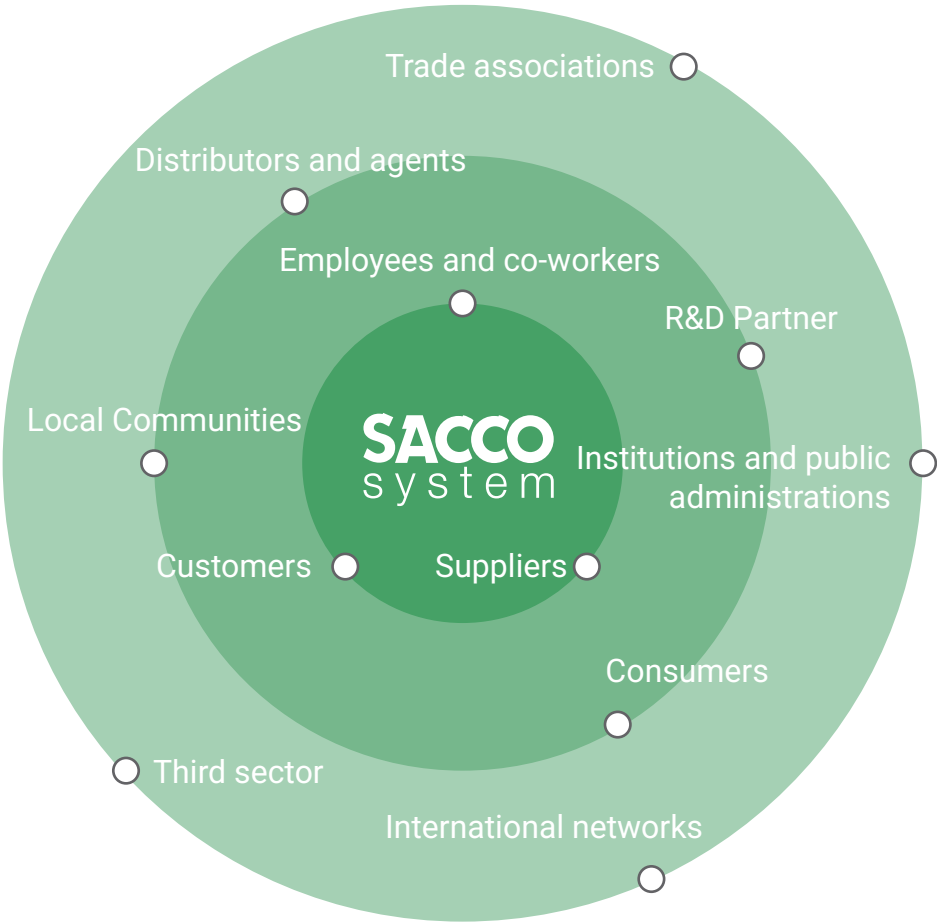 Trade associations
Distributors and agents
Employees and co-workers
R&D Partner
Local Communities
SACCO
system
Institutions and public
administrations
Customers
Suppliers
Consumers
Third sector
International networks